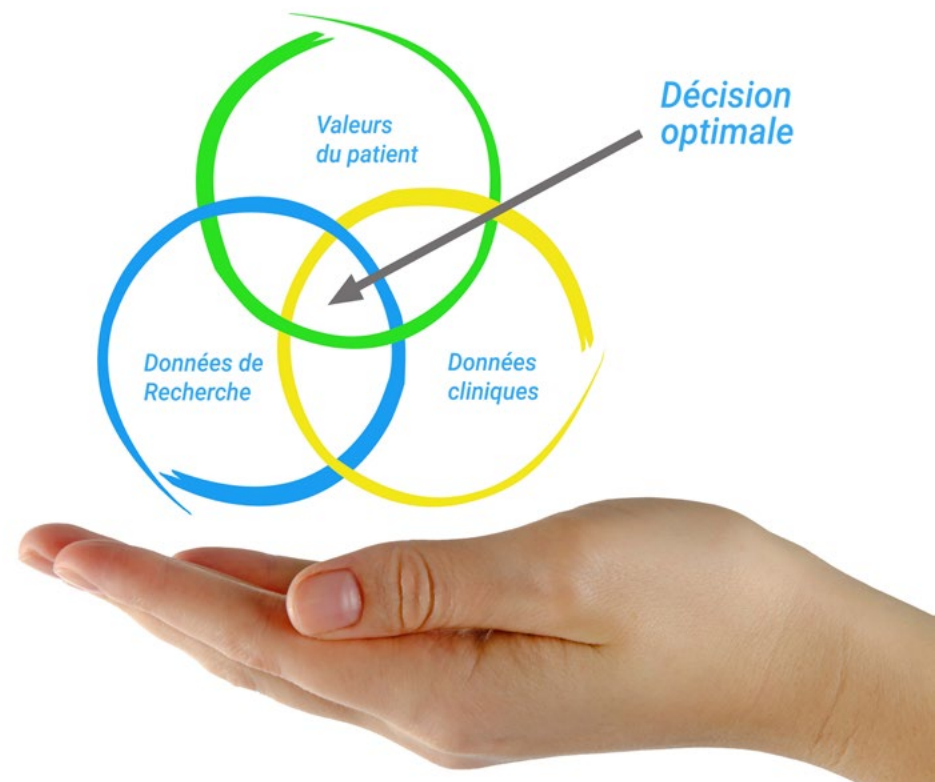 Valeurs
du patient
Décision
optimale
Données de
Recherche
Données
cliniques